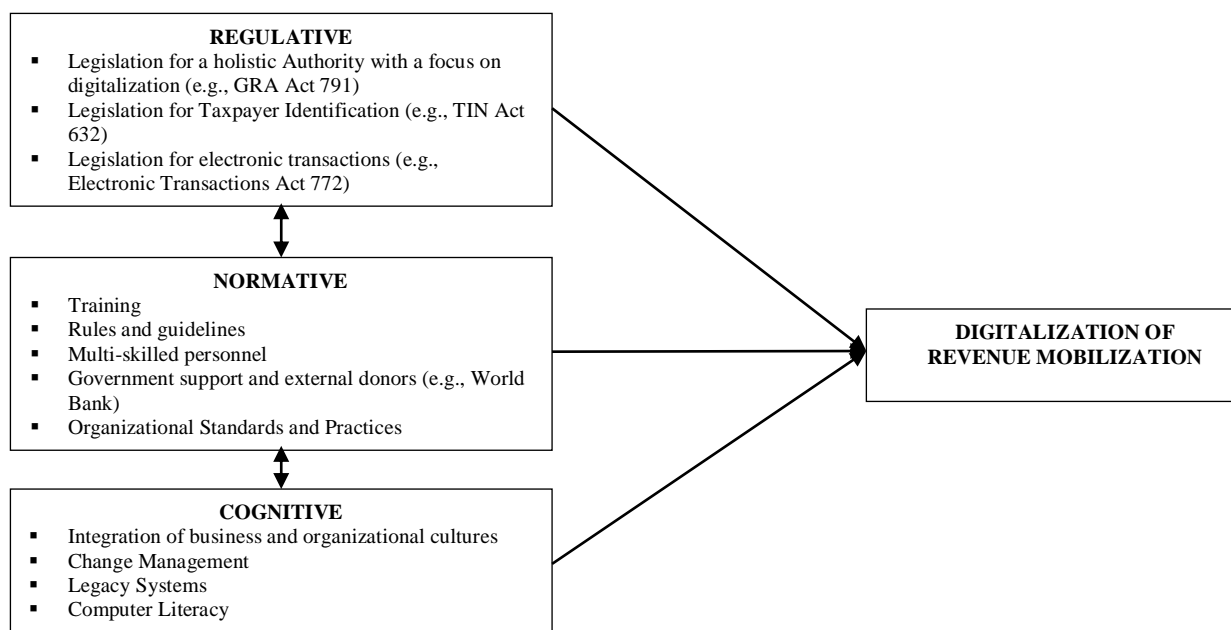 REGULATIVE
▪ Legislation for a holistic Authority with a focus on
digitalization (e.g., GRA Act 791)
▪ Legislation for Taxpayer Identification (e.g., TIN Act
632)
▪ Legislation for electronic transactions (e.g.,
Electronic Transactions Act 772)
NORMATIVE
▪ Training
▪ Rules and guidelines
▪ Multi-skilled personnel
▪ Government support and external donors (e.g., World
Bank)
▪ Organizational Standards and Practices
COGNITIVE
▪ Integration of business and organizational cultures
▪ Change Management
▪ Legacy Systems
▪ Computer Literacy
DIGITALIZATION OF
REVENUE MOBILIZATION